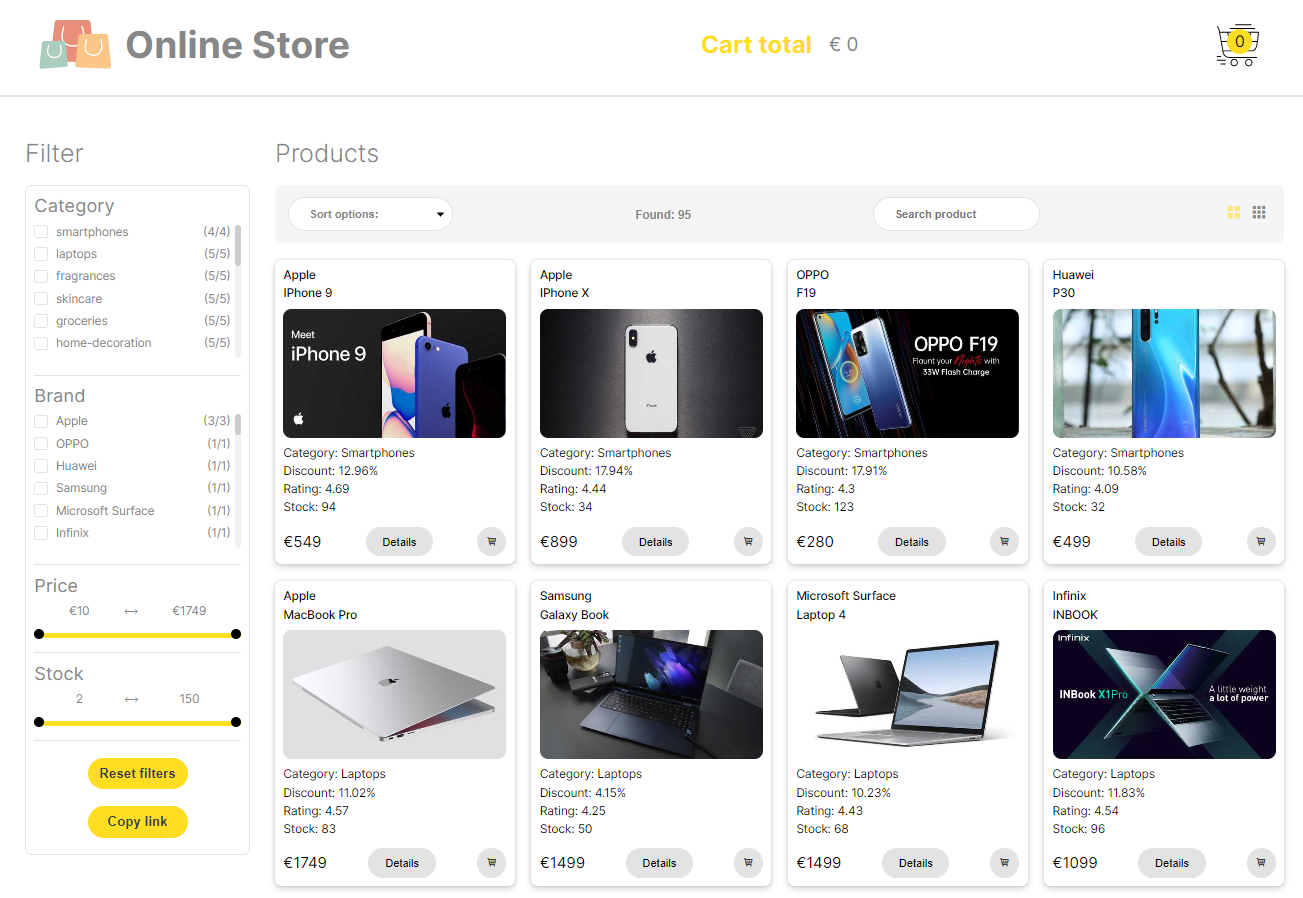 Online Store
Cart total € 0
0
Filter
Category
smartphones (4/4)
laptops (5/5)
fragrances (5/5)
skincare (5/5)
groceries (5/5)
home-decoration (5/5)
Brand
Apple (3/3)
OPPO (1/1)
Huawei (1/1)
Samsung (1/1)
Microsoft Surface (1/1)
Infinix (1/1)
Price
€10 ↔ €1749
Stock
2 ↔ 150
Reset filters
Copy link
Products
Sort options:
Found: 95
Search product
Apple
IPhone 9
Meet
iPhone 9
Category: Smartphones
Discount: 12.96%
Rating: 4.69
Stock: 94
€549 Details
Apple
IPhone X
Category: Smartphones
Discount: 17.94%
Rating: 4.44
Stock: 34
€899 Details
OPPO
F19
OPPO F19
Flaunt your Nights with
33W Flash Charge
Category: Smartphones
Discount: 17.91%
Rating: 4.3
Stock: 123
€280 Details
Huawei
P30
Category: Smartphones
Discount: 10.58%
Rating: 4.09
Stock: 32
€499 Details
Apple
MacBook Pro
Category: Laptops
Discount: 11.02%
Rating: 4.57
Stock: 83
€1749 Details
Samsung
Galaxy Book
Category: Laptops
Discount: 4.15%
Rating: 4.25
Stock: 50
€1499 Details
Microsoft Surface
Laptop 4
Category: Laptops
Discount: 10.23%
Rating: 4.43
Stock: 68
€1499 Details
Infinix
INBOOK
Infinix
INBook X1Pro
A little weight
a lot of power
Category: Laptops
Discount: 11.83%
Rating: 4.54
Stock: 96
€1099 Details